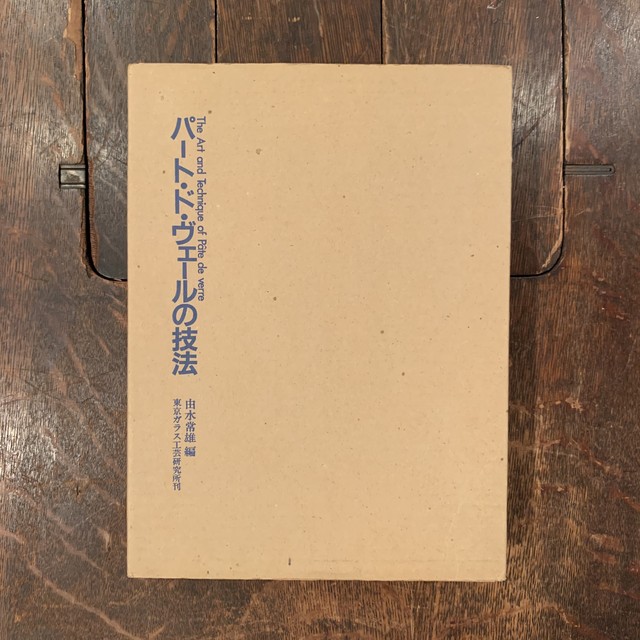 The Art and Technique of Pâte de verre
パート・ド・ヴェールの技法
由水常雄 編
東京ガラス工芸研究所刊